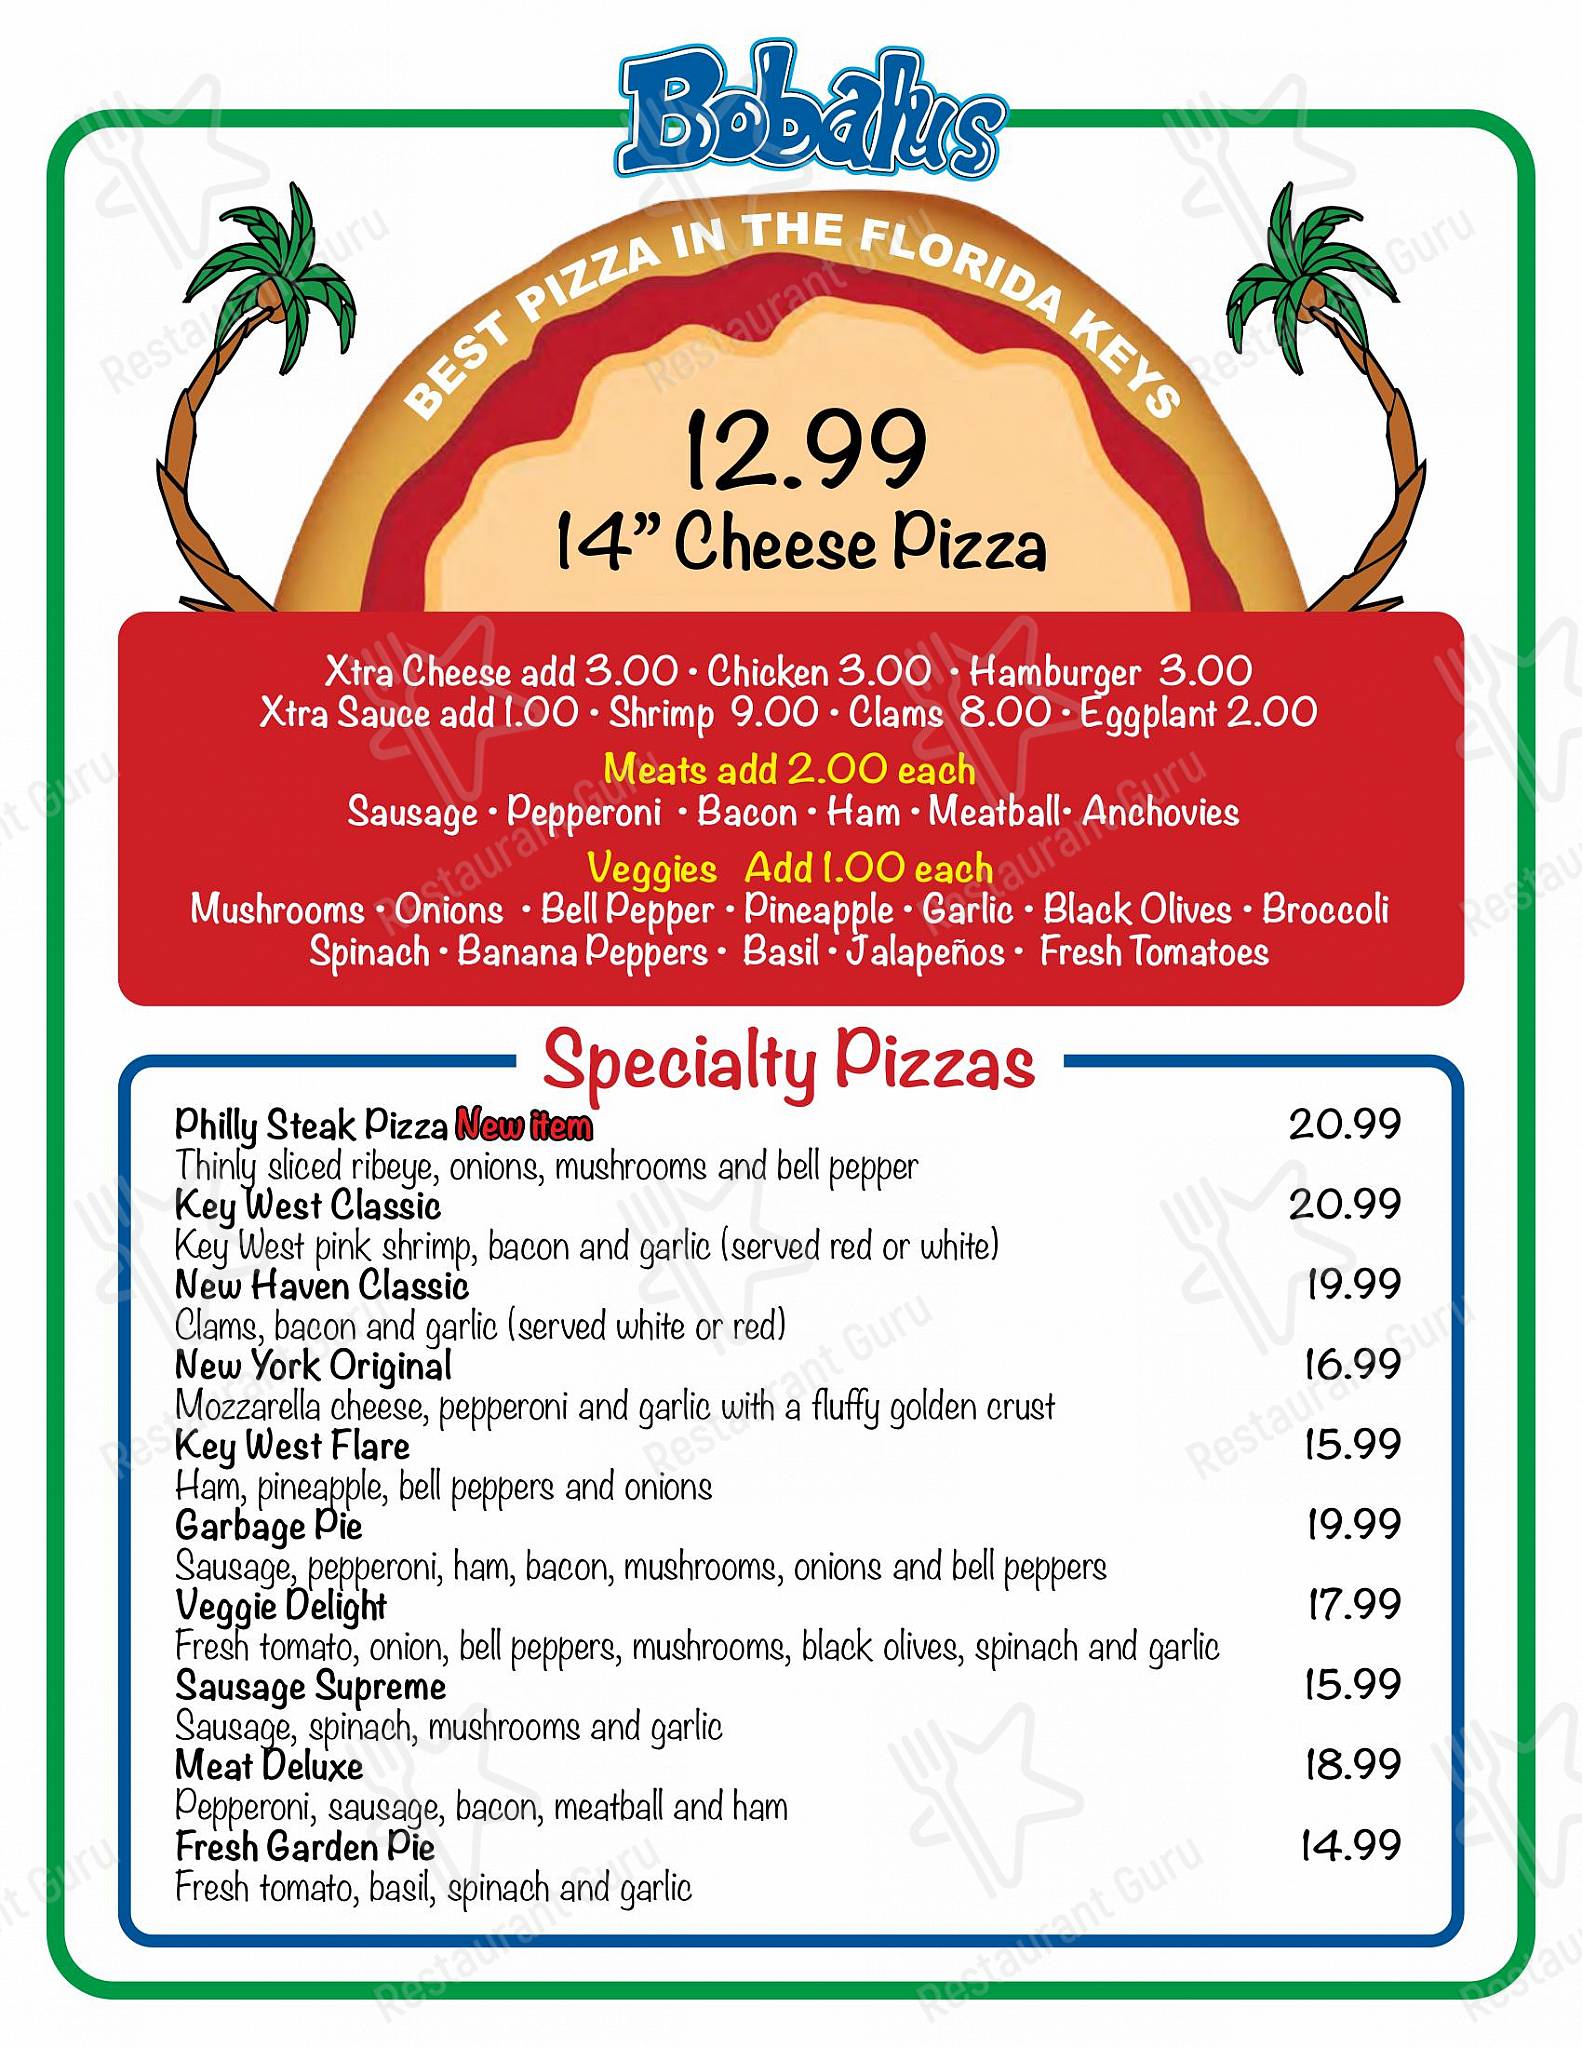 Bobalus
BEST PIZZA IN THE FLORIDA KEYS
12.99
14” Cheese Pizza
Xtra Cheese add 3.00 • Chicken 3.00 • Hamburger 3.00
Xtra Sauce add 1.00 • Shrimp 9.00 • Clams 8.00 • Eggplant 2.00
Meats add 2.00 each
Sausage • Pepperoni • Bacon • Ham • Meatball • Anchovies
Veggies Add 1.00 each
Mushrooms • Onions • Bell Pepper • Pineapple • Garlic • Black Olives • Broccoli
Spinach • Banana Peppers • Basil • Jalapeños • Fresh Tomatoes
Specialty Pizzas
Philly Steak Pizza New item 20.99
Thinly sliced ribeye, onions, mushrooms and bell pepper
Key West Classic 20.99
Key West pink shrimp, bacon and garlic (served red or white)
New Haven Classic 19.99
Clams, bacon and garlic (served white or red)
New York Original 16.99
Mozzarella cheese, pepperoni and garlic with a fluffy golden crust
Key West Flare 15.99
Ham, pineapple, bell peppers and onions
Garbage Pie 19.99
Sausage, pepperoni, ham, bacon, mushrooms, onions and bell peppers
Veggie Delight 17.99
Fresh tomato, onion, bell peppers, mushrooms, black olives, spinach and garlic
Sausage Supreme 15.99
Sausage, spinach, mushrooms and garlic
Meat Deluxe 18.99
Pepperoni, sausage, bacon, meatball and ham
Fresh Garden Pie 14.99
Fresh tomato, basil, spinach and garlic
Restaurant Guru